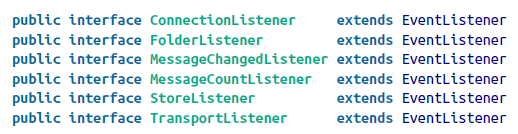 public interface ConnectionListener extends EventListener
public interface FolderListener extends EventListener
public interface MessageChangedListener extends EventListener
public interface MessageCountListener extends EventListener
public interface StoreListener extends EventListener
public interface TransportListener extends EventListener